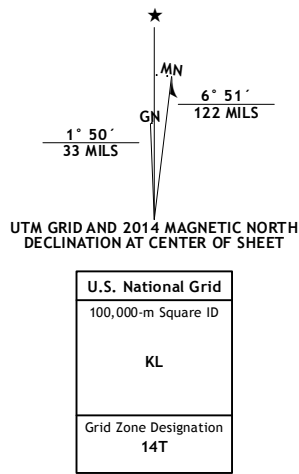 ★
MN
GN
6° 51´
122 MILS
1° 50´
33 MILS
UTM GRID AND 2014 MAGNETIC NORTH
DECLINATION AT CENTER OF SHEET
U.S. National Grid
100,000-m Square ID
KL
Grid Zone Designation
14T